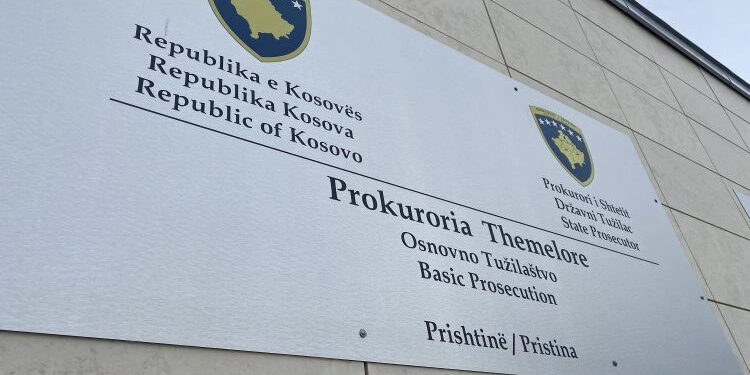 Republika e Kosovës
Republika Kosova
Republic of Kosovo
Prokurori i Shtetit
Državni Tužilac
State Prosecutor
Prokuroria Themelore
Osnovno Tužilaštvo
Basic Prosecution
Prishtinë / Pristina